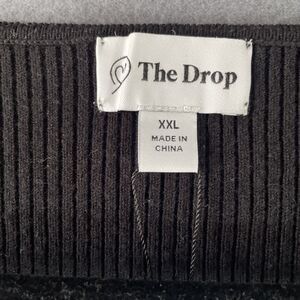 The Drop
XXL
MADE IN
CHINA